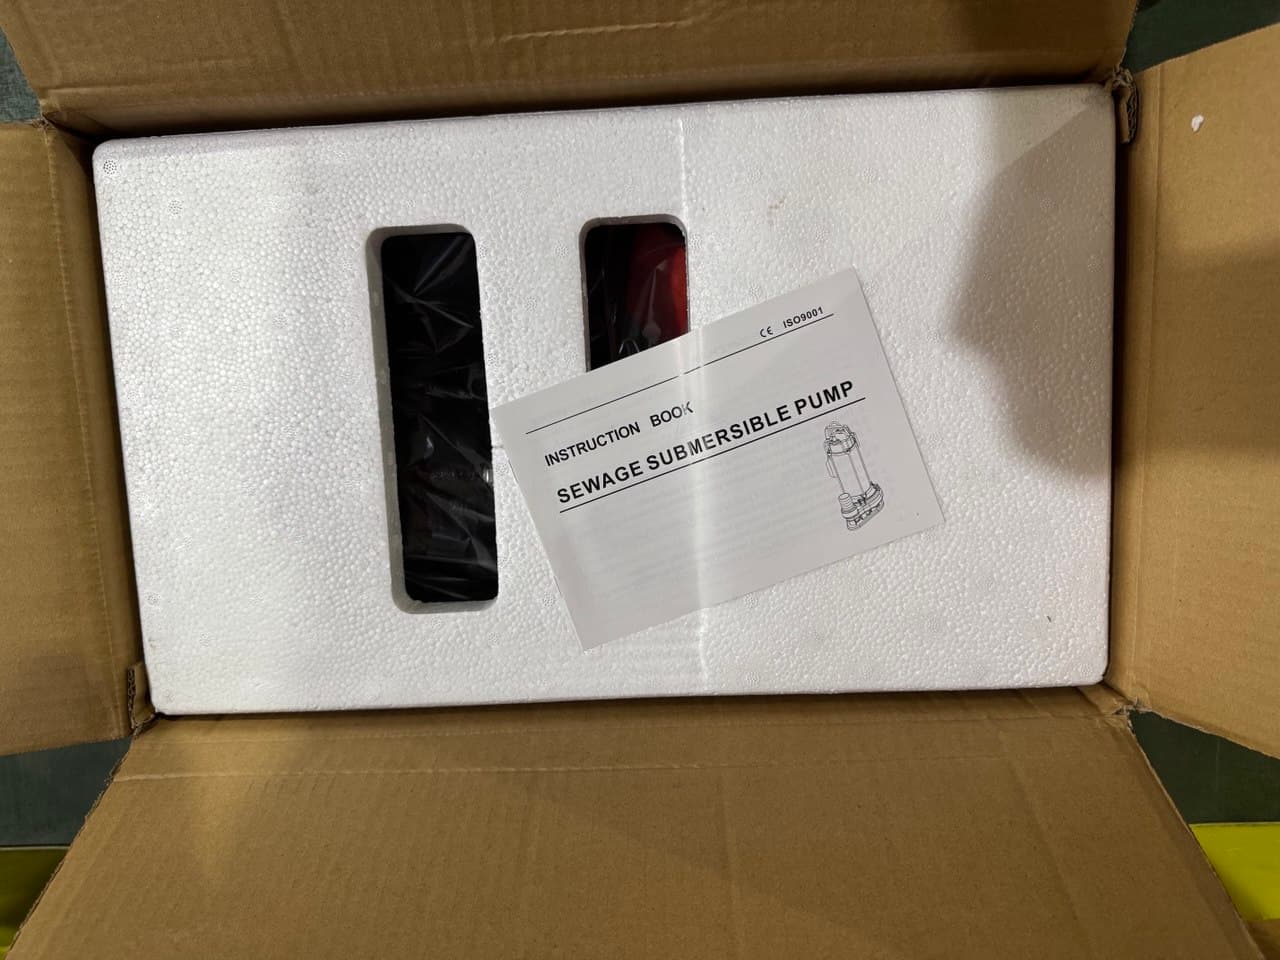 CE ISO9001
INSTRUCTION BOOK
SEWAGE SUBMERSIBLE PUMP